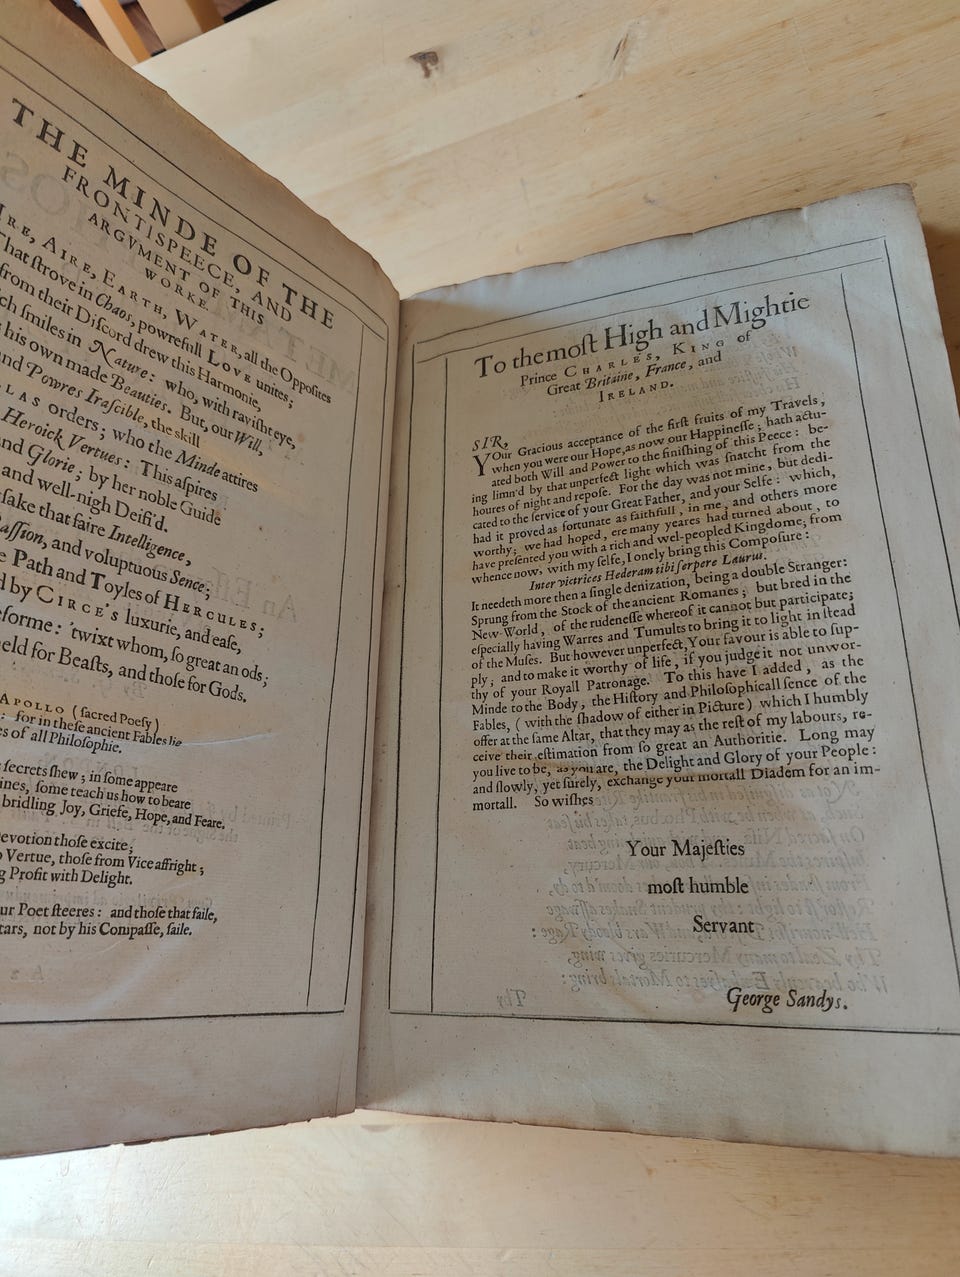 THE MINDE OF THE
FRONTISPEECE, AND
ARGVMENT OF THIS
WORKE.
IRE, AIRE, EARTH, WATER, all the Opposites
That ſtrove in Chaos, powrefull LOVE unites;
from their Diſcord drew this Harmonie,
ch ſmiles in Nature: who, with raviſht eye,
his own made Beauties. But, our Will,
nd Powres Iraſcible, the skill
LAS orders; who the Minde attires
Heroick Vertues: This aſpires
nd Glorie; by her noble Guide
and well-nigh Deifi'd.
ſake that faire Intelligence,
aſſion, and voluptuous Sence;
e Path and Toyles of HERCULES;
d by CIRCE'S luxurie, and eaſe,
forme: 'twixt whom, ſo great an ods;
eld for Beaſts, and thoſe for Gods.
APOLLO (ſacred Poeſy)
: for in theſe ancient Fables lie
es of all Philoſophie.
ſecrets ſhew; in ſome appeare
ines, ſome teach us how to beare
bridling Joy, Griefe, Hope, and Feare.
evotion thoſe excite;
o Vertue, thoſe from Vice affright;
g Profit with Delight.
ur Poet ſteeres: and thoſe that faile,
tars, not by his Compaſſe, ſaile.
To the moſt High and Mightie
Prince CHARLES, KING of
Great Britaine, France, and
IRELAND.
SIR,
YOur Gracious acceptance of the firſt fruits of my Travels,
when you were our Hope, as now our Happineſſe; hath actu-
ated both Will and Power to the finiſhing of this Peece: be-
ing limn'd by that unperfect light which was ſnatcht from the
houres of night and repoſe. For the day was not mine, but dedi-
cated to the ſervice of your Great Father, and your Selfe: which,
had it proved as fortunate as faithfull, in me, and others more
worthy; we had hoped, ere many yeares had turned about, to
have preſented you with a rich and wel-peopled Kingdome; from
whence now, with my ſelfe, I onely bring this Compoſure:
Inter victrices Hederam tibi ſerpere Laurus.
It needeth more then a ſingle denization, being a double Stranger:
Sprung from the Stock of the ancient Romanes; but bred in the
New-World, of the rudeneſſe whereof it cannot but participate;
eſpecially having Warres and Tumults to bring it to light in ſtead
of the Muſes. But however unperfect, Your favour is able to ſup-
ply; and to make it worthy of life, if you judge it not unwor-
thy of your Royall Patronage. To this have I added, as the
Minde to the Body, the Hiſtory and Philoſophicall ſence of the
Fables, (with the ſhadow of either in Picture) which I humbly
offer at the ſame Altar, that they may as the reſt of my labours, re-
ceive their eſtimation from ſo great an Authoritie. Long may
you live to be, as you are, the Delight and Glory of your People:
and ſlowly, yet ſurely, exchange your mortall Diadem for an im-
mortall. So wiſhes
Your Majeſties
moſt humble
Servant
George Sandys.